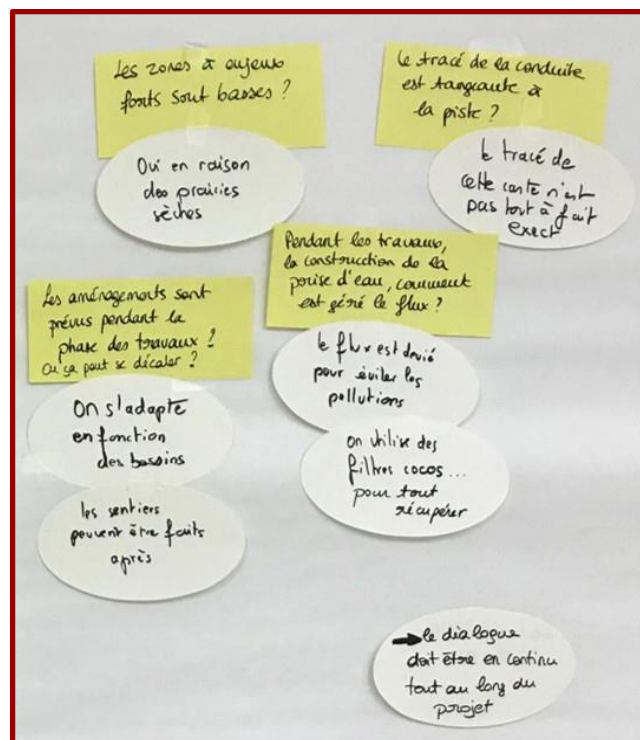 Les zones à enjeux
forts sont basses ?
Oui en raison
des prairies
sèches
le tracé de la conduite
est tangeante à
la piste ?
le tracé de
cette carte n'est
pas tout à fait
exact
Pendant les travaux,
la construction de la
prise d'eau, comment
est géré le flux ?
le flux est dévié
pour éviter les
pollutions
on utilise des
filtres cocos...
pour tout
récupérer
Les aménagements sont
prévus pendant la
phase des travaux ?
Ou ça peut se décaler ?
On s'adapte
en fonction
des besoins
les sentiers
peuvent être faits
après
➡ le dialogue
doit être en continu
tout au long du
projet